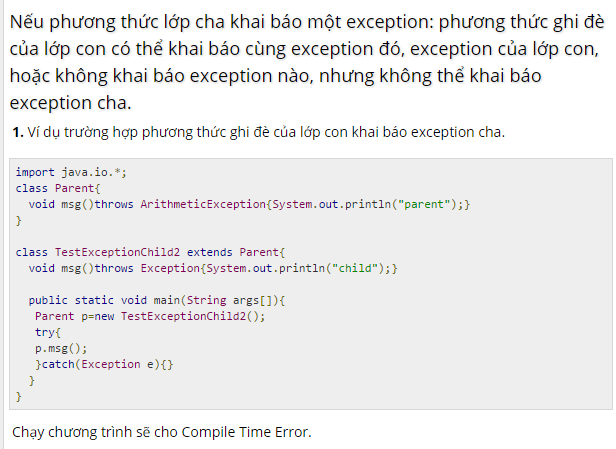 Nếu phương thức lớp cha khai báo một exception: phương thức ghi đè
của lớp con có thể khai báo cùng exception đó, exception của lớp con,
hoặc không khai báo exception nào, nhưng không thể khai báo
exception cha.
1. Ví dụ trường hợp phương thức ghi đè của lớp con khai báo exception cha.
import java.io.*;
class Parent{
  void msg()throws ArithmeticException{System.out.println("parent");}
}
class TestExceptionChild2 extends Parent{
  void msg()throws Exception{System.out.println("child");}
  public static void main(String args[]){
   Parent p=new TestExceptionChild2();
   try{
   p.msg();
   }catch(Exception e){}
  }
}
Chạy chương trình sẽ cho Compile Time Error.